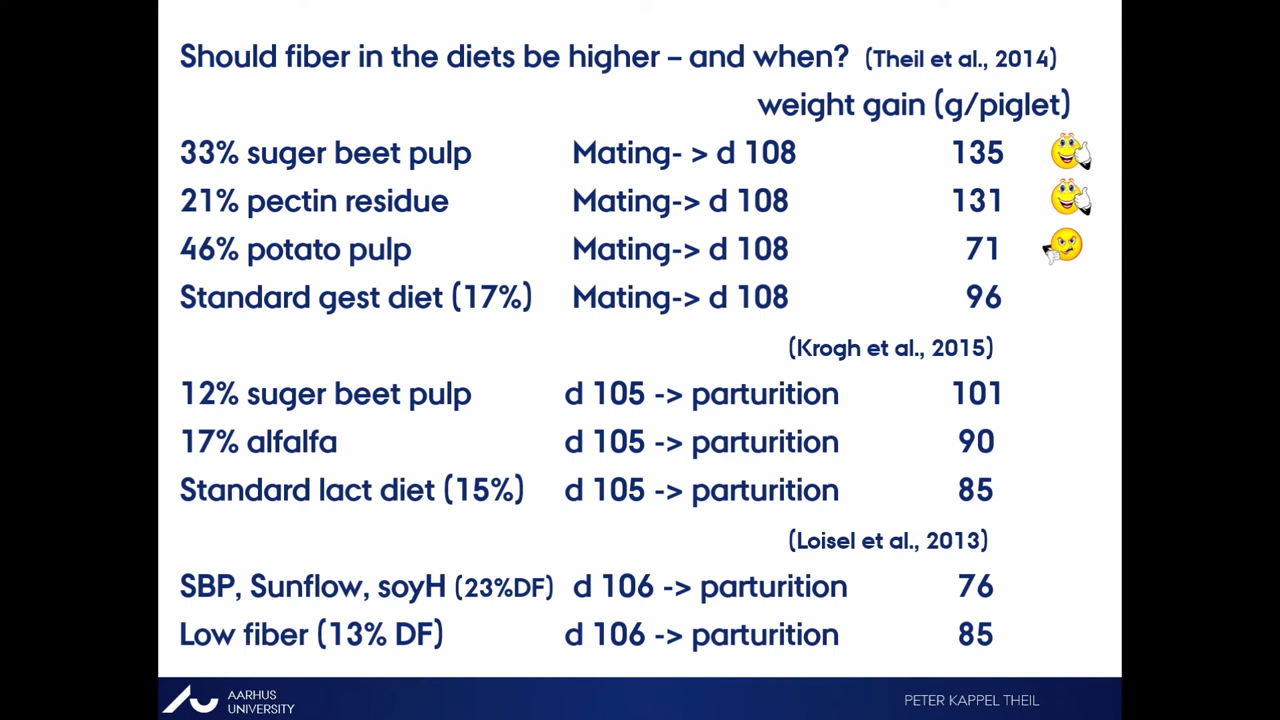 Should fiber in the diets be higher – and when? (Theil et al., 2014)
weight gain (g/piglet)
33% suger beet pulp Mating- > d 108 135
21% pectin residue Mating-> d 108 131
46% potato pulp Mating-> d 108 71
Standard gest diet (17%) Mating-> d 108 96
(Krogh et al., 2015)
12% suger beet pulp d 105 -> parturition 101
17% alfalfa d 105 -> parturition 90
Standard lact diet (15%) d 105 -> parturition 85
(Loisel et al., 2013)
SBP, Sunflow, soyH (23%DF) d 106 -> parturition 76
Low fiber (13% DF) d 106 -> parturition 85
AARHUS
UNIVERSITY
PETER KAPPEL THEIL